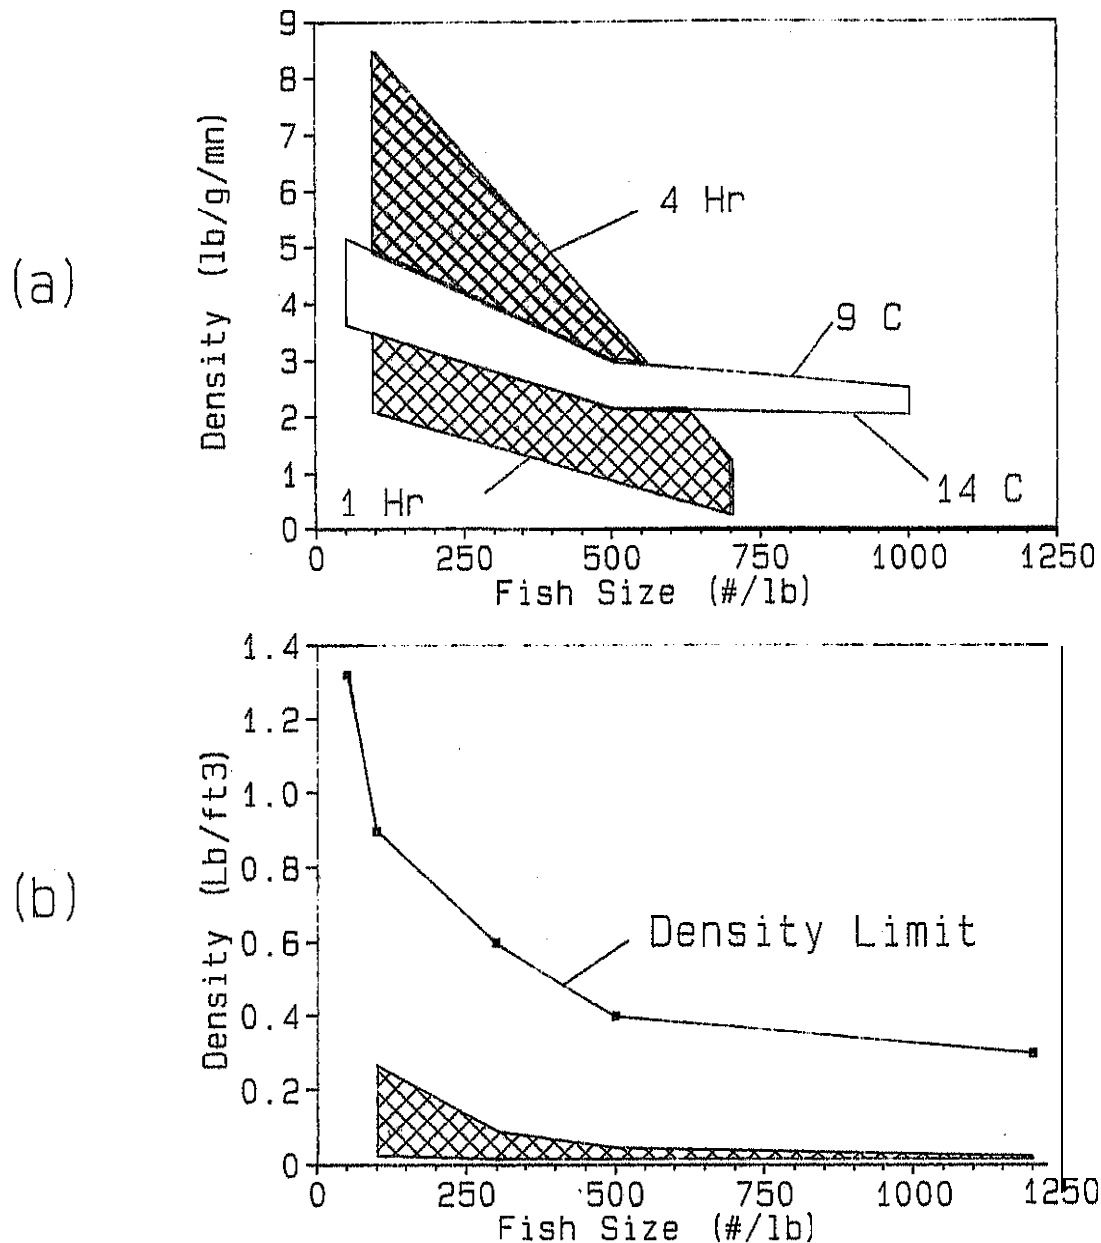 (a)
Density (lb/g/mn)
9
8
7
6
5
4
3
2
1
0
4 Hr
9 C
14 C
1 Hr
0 250 500 750 1000 1250
Fish Size (#/lb)
(b)
Density (Lb/ft3)
1.4
1.2
1.0
0.8
0.6
0.4
0.2
0
Density Limit
0 250 500 750 1000 1250
Fish Size (#/lb)